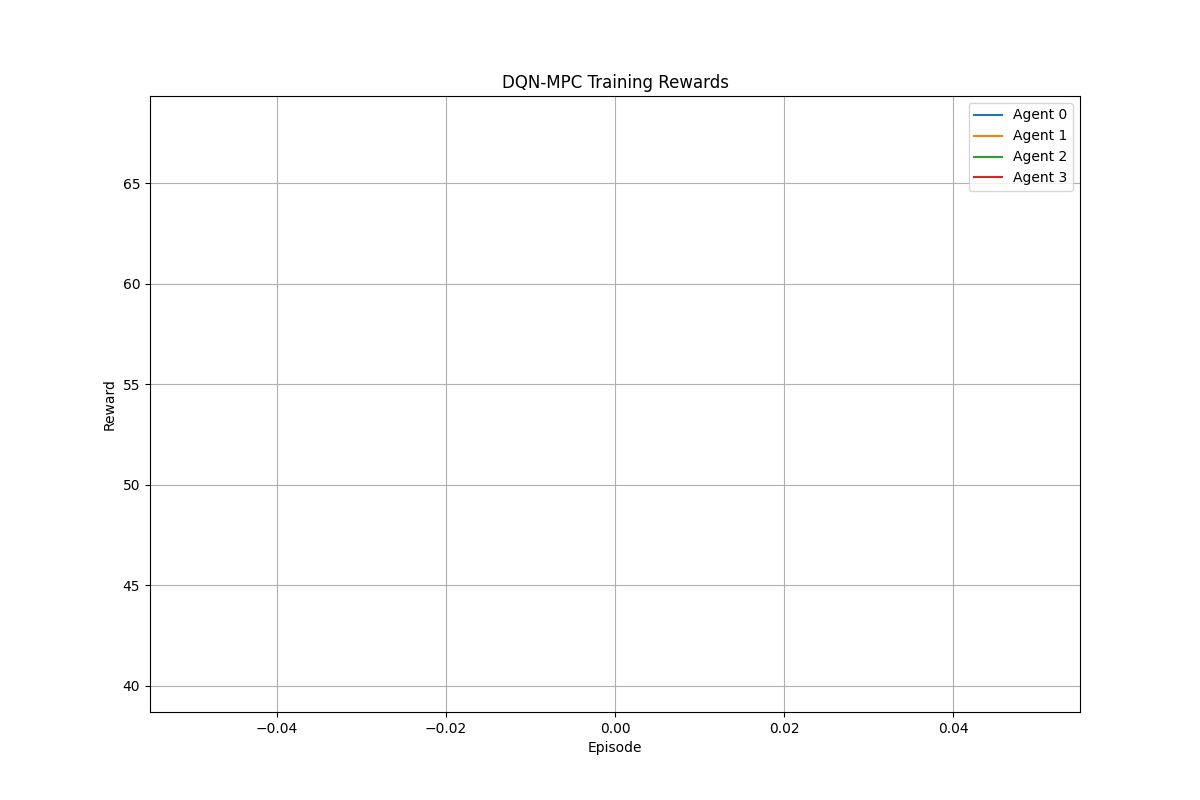 DQN-MPC Training Rewards
Agent 0
Agent 1
Agent 2
Agent 3
65
60
55
50
45
40
Reward
−0.04
−0.02
0.00
0.02
0.04
Episode